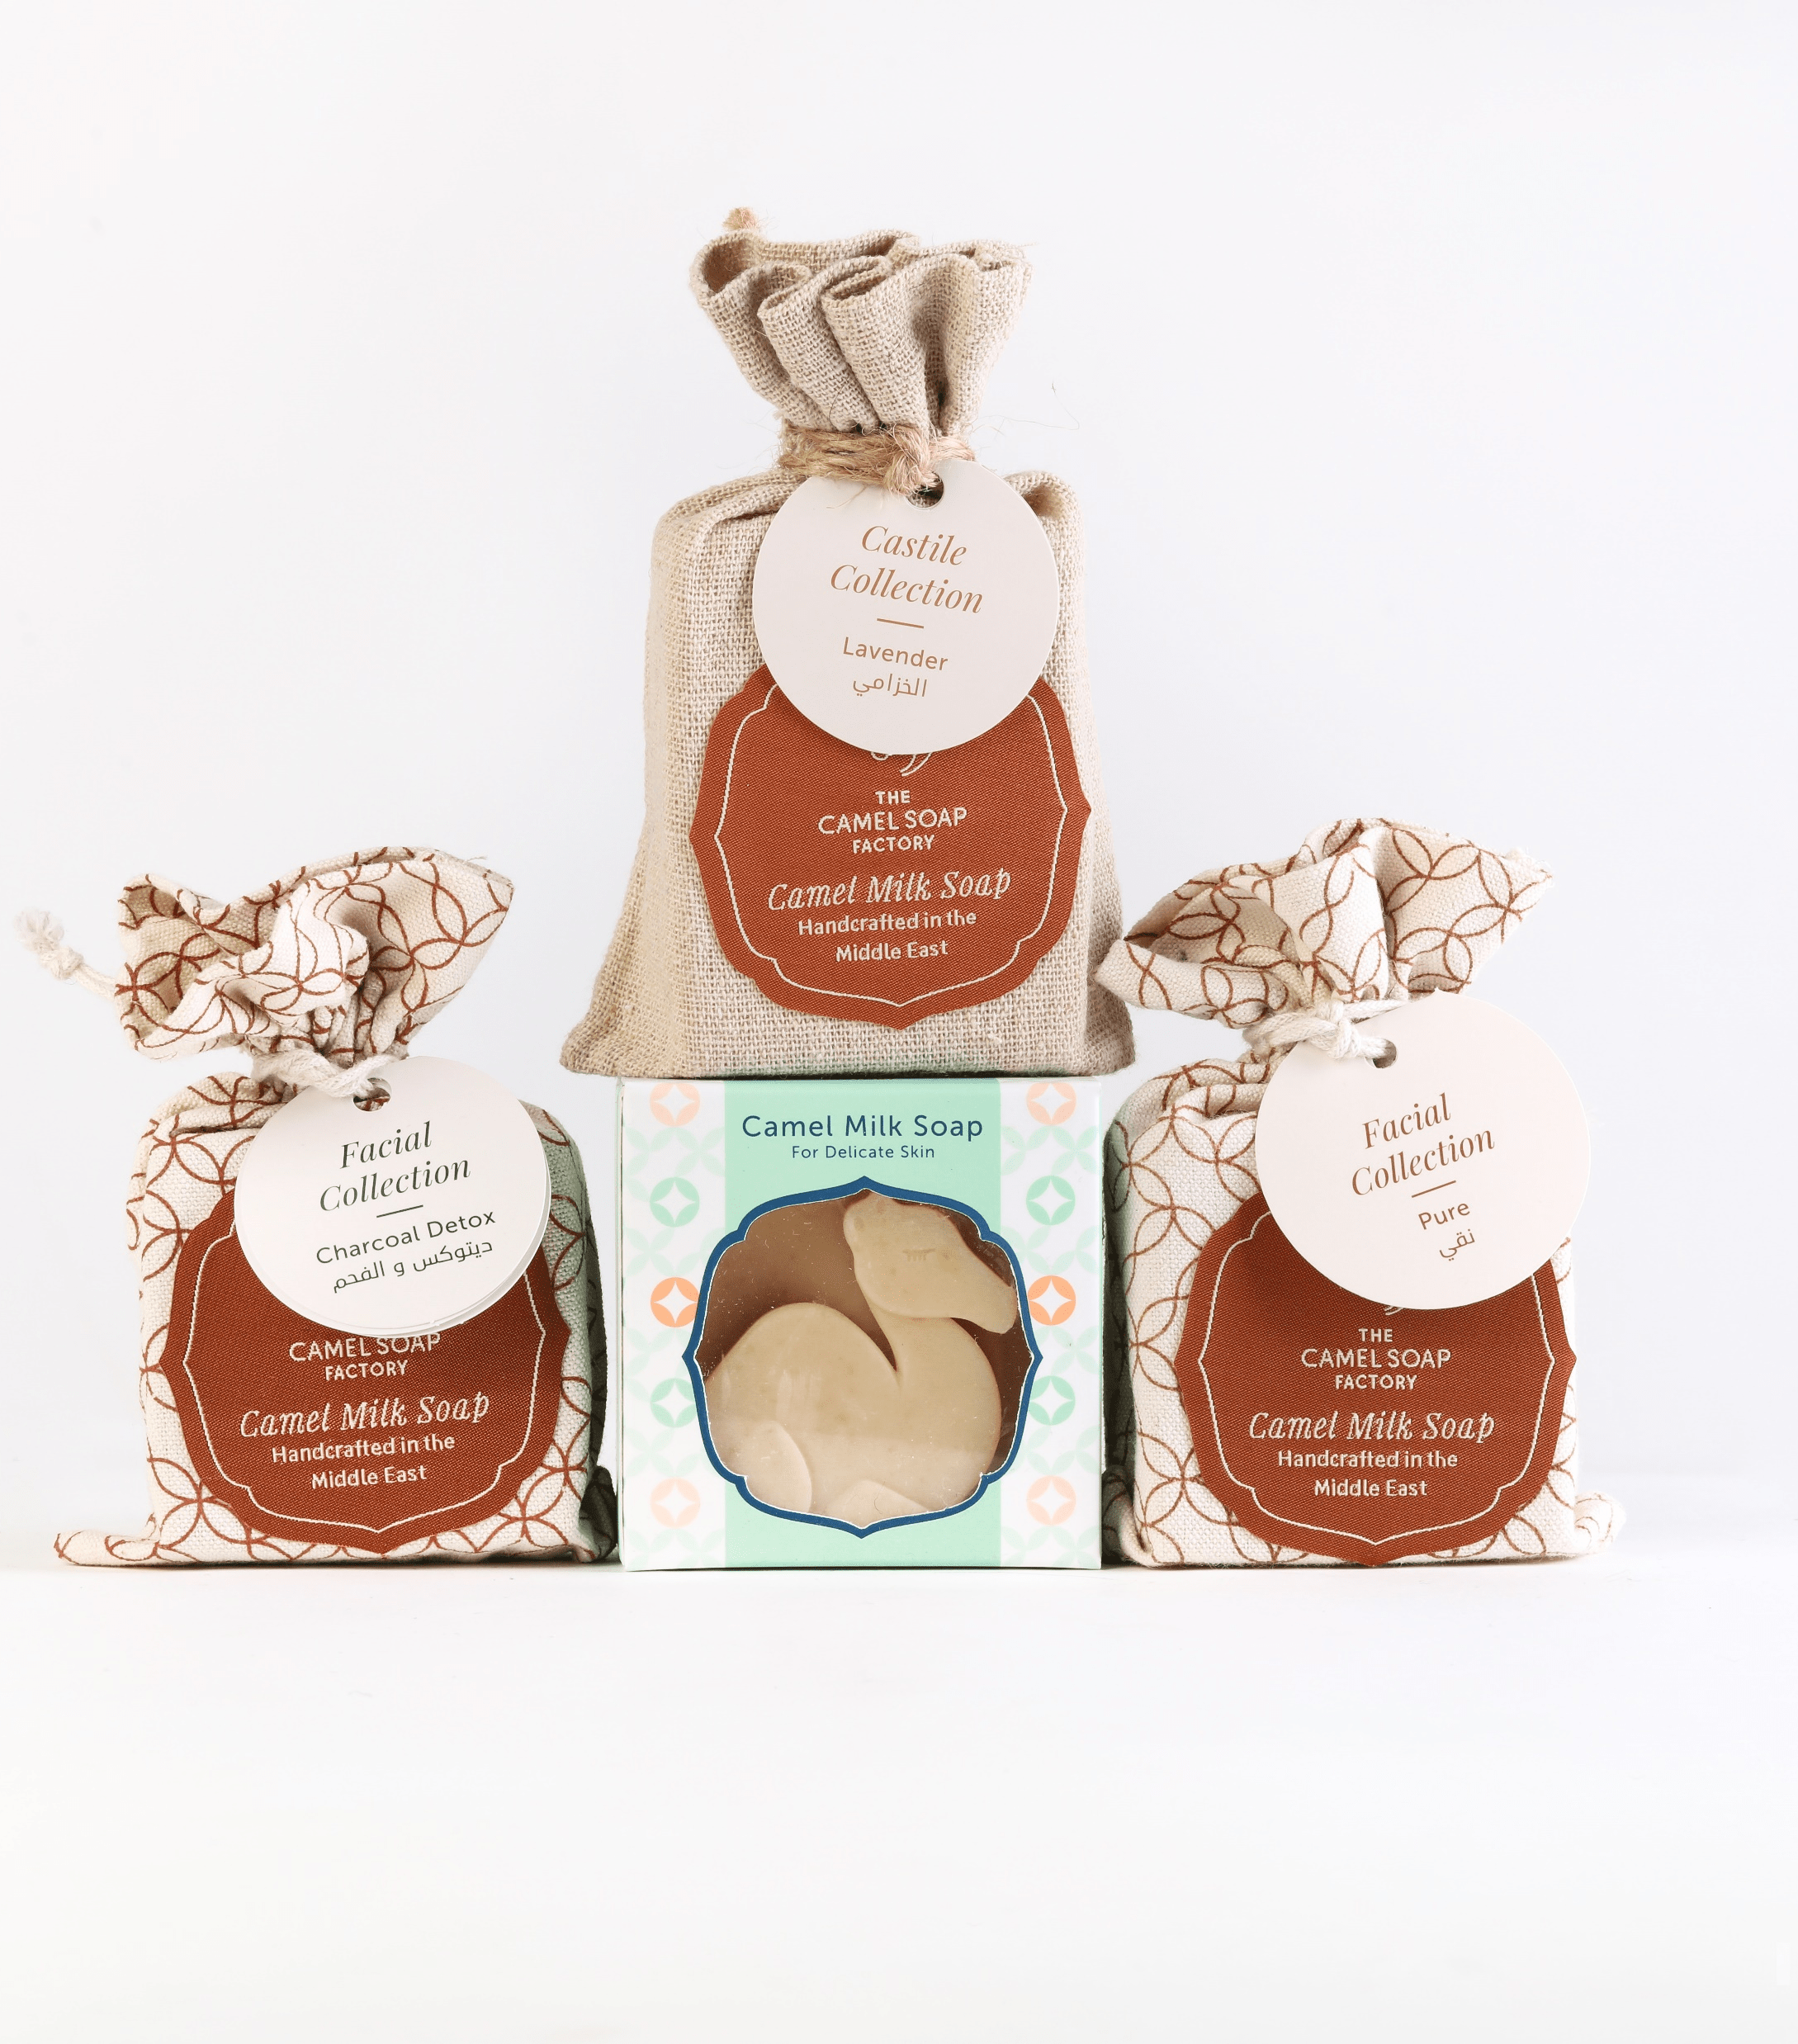 Castile
Collection
Lavender
الخزامي
THE
CAMEL SOAP
FACTORY
Camel Milk Soap
Handcrafted in the
Middle East
Facial
Collection
Charcoal Detox
ديتوكس و الفحم
CAMEL SOAP
FACTORY
Camel Milk Soap
Handcrafted in the
Middle East
Camel Milk Soap
For Delicate Skin
Facial
Collection
Pure
نقي
THE
CAMEL SOAP
FACTORY
Camel Milk Soap
Handcrafted in the
Middle East